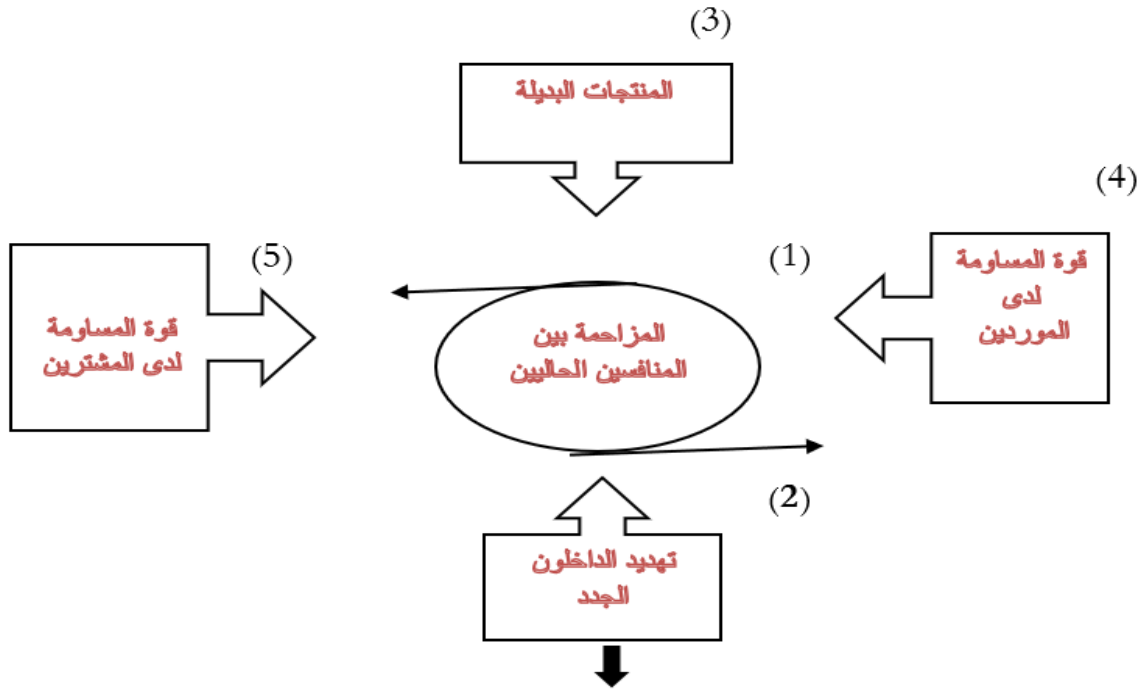 (3)
المنتجات البديلة
(4)
قوة المساومة
لدى
الموردين
(1)
المزاحمة بين
المنافسين الحاليين
(5)
قوة المساومة
لدى المشترين
(2)
تهديد الداخلون
الجدد